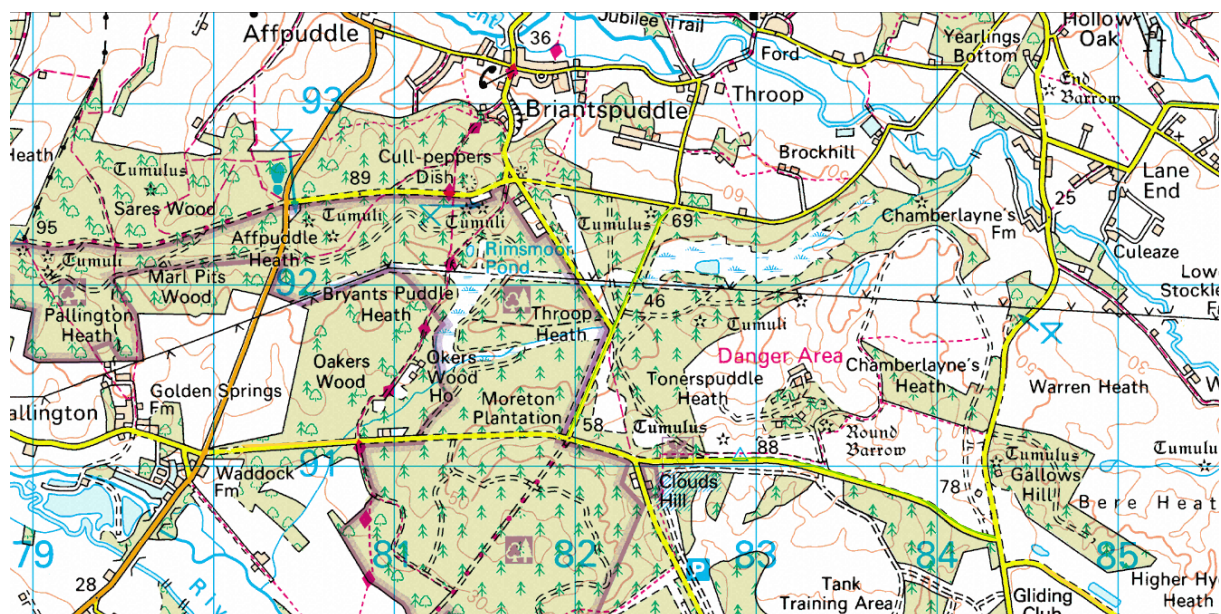 Affpuddle
36
Jubilee Trail
Ford
Yearlings
Bottom
Hollow
Oak
End
Barrow
93
Briantspuddle
Throop
Heath
Tumulus
Sares Wood
89
Cull-peppers
Dish
Brockhill
Lane
End
95
Tumuli
Affpuddle
Heath
Tumuli
Tumuli
Tumulus
69
Chamberlayne's
Fm
25
Culeaze
92
Marl Pits
Wood
Rimsmoor
Pond
Pallington
Heath
Bryants Puddle
Heath
Throop
Heath
46
Tumuli
Low
Stockle
F
Danger Area
Oakers
Wood
Okers
Wood
Ho
Tonerspuddle
Heath
Chamberlayne's
Heath
Warren Heath
W
allington
Golden Springs
Fm
Moreton
Plantation
58
Tumulus
88
Round
Barrow
Tumulus
Gallows
Hill
Tumulu
91
Waddock
Fm
Clouds
Hill
78
Bere Heat
79
81
82
83
84
85
P
28
Riv
Tank
Training Area
Gliding
Club
Higher Hy
Heath